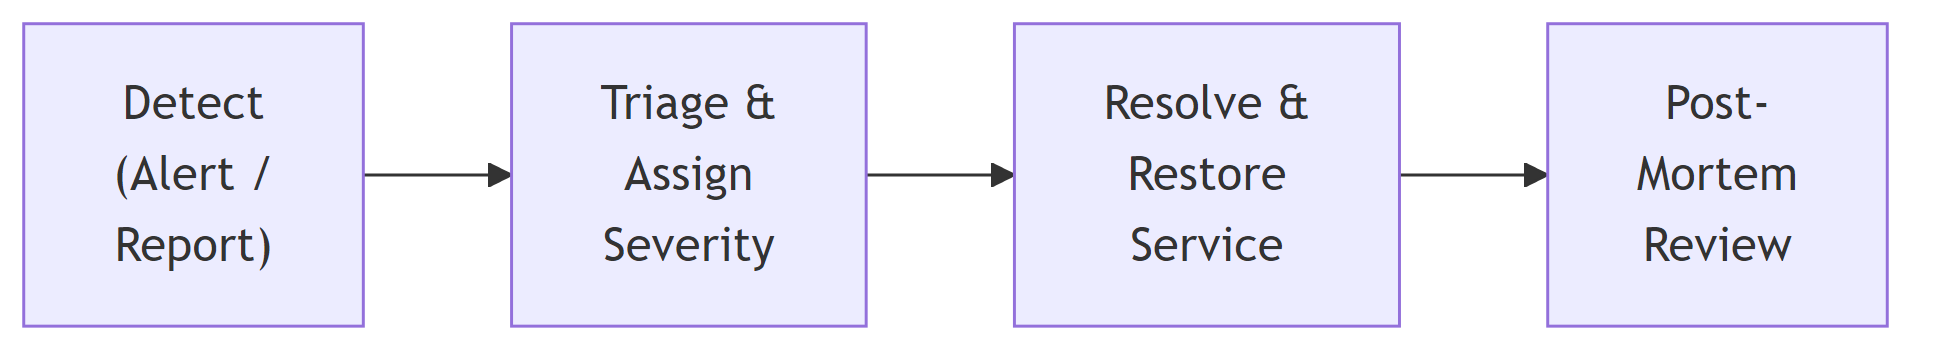 Detect
(Alert /
Report)
Triage &
Assign
Severity
Resolve &
Restore
Service
Post-
Mortem
Review